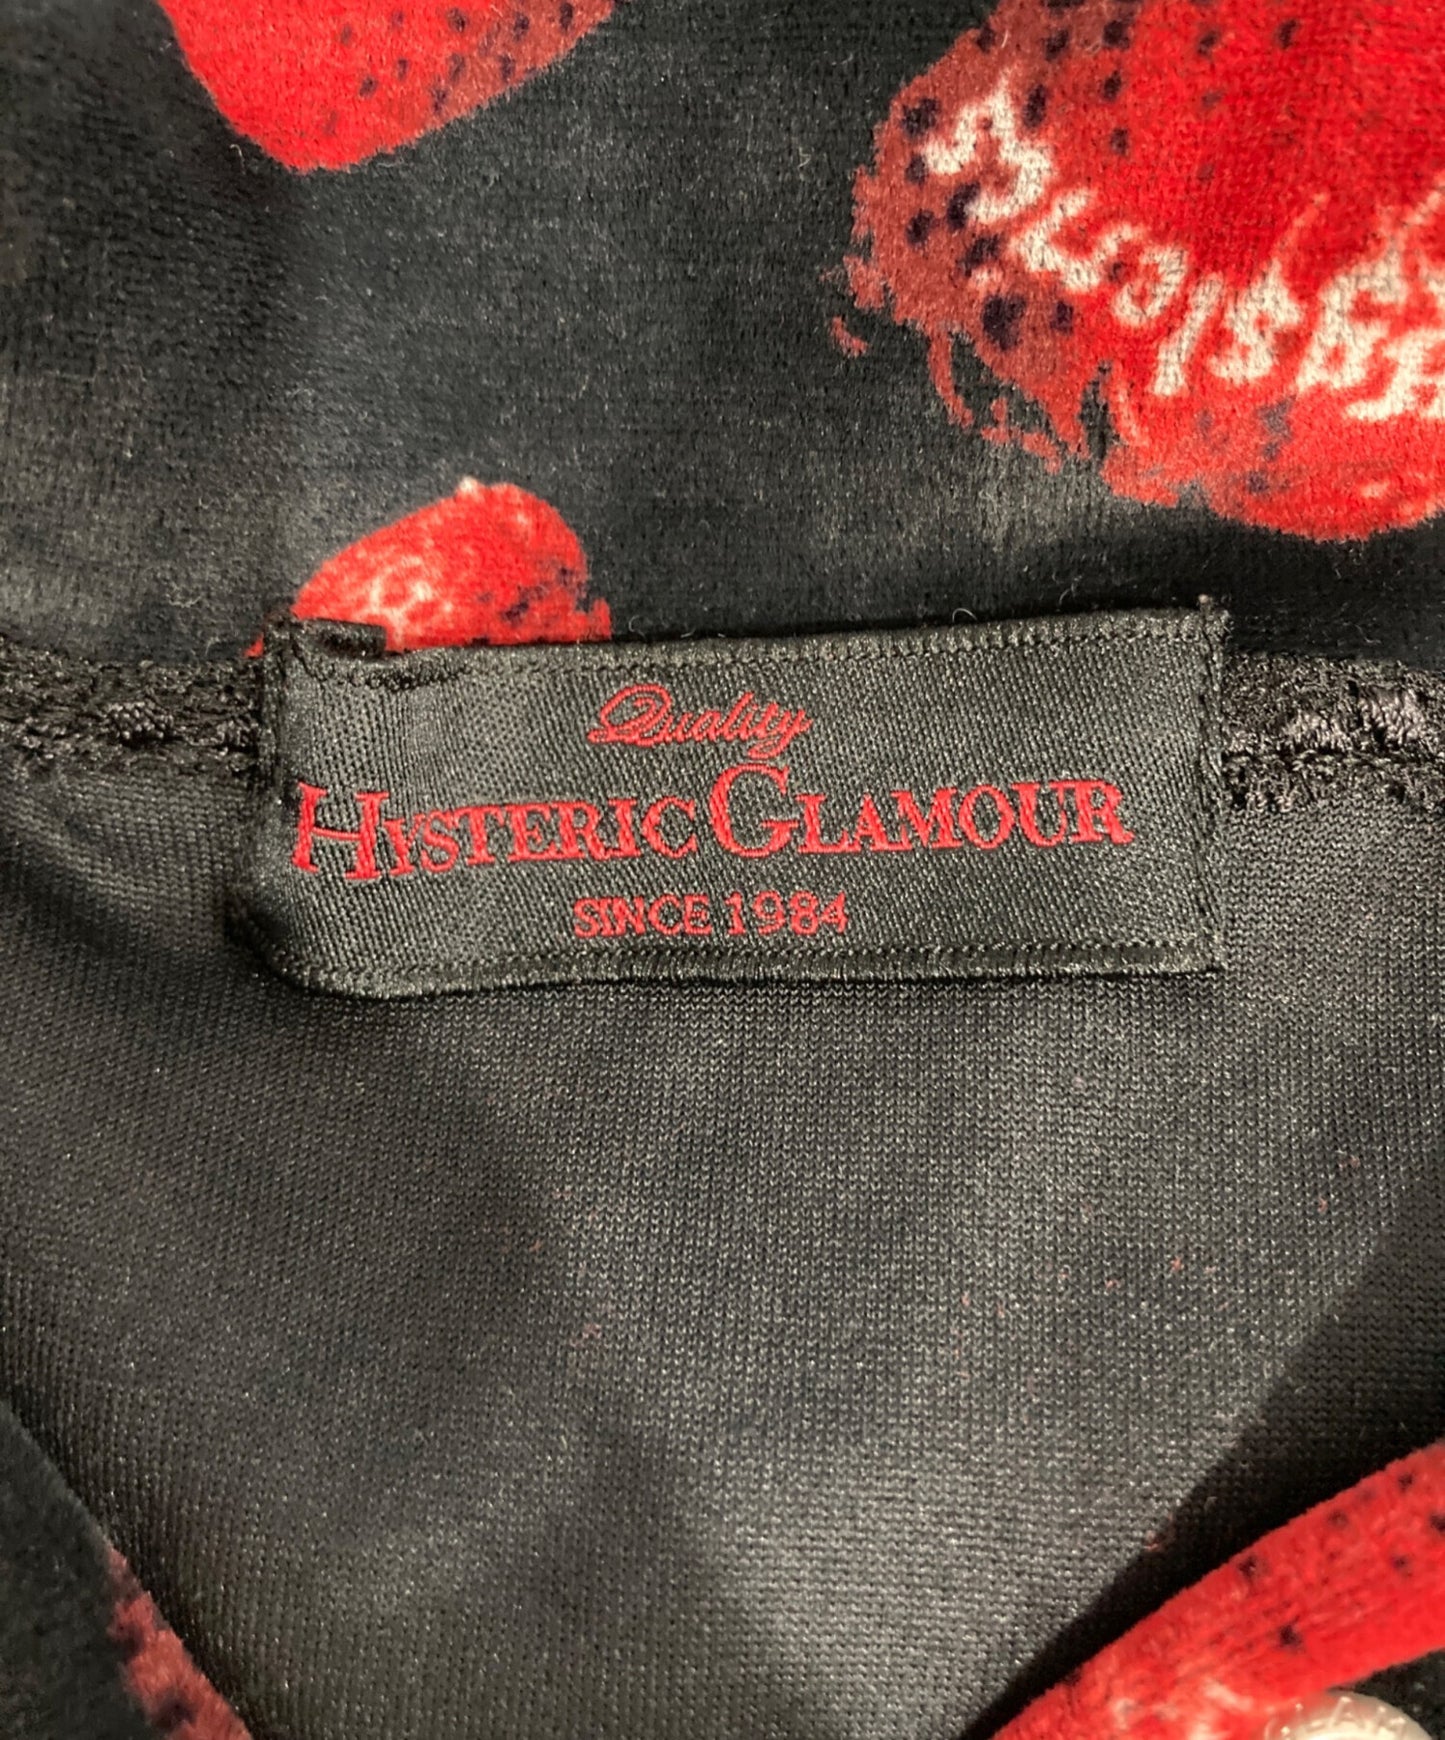 Quality
HYSTERIC GLAMOUR
SINCE 1984